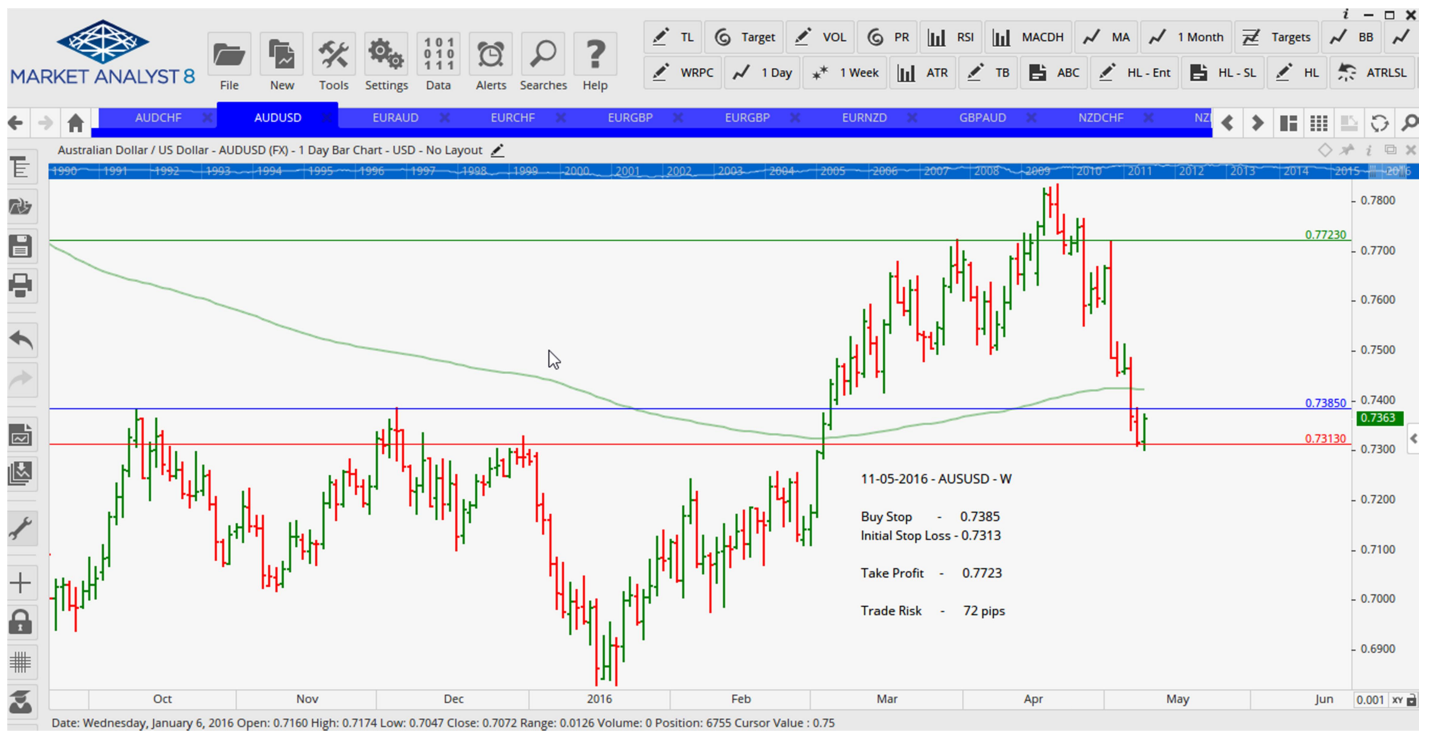 i
MARKET ANALYST 8
File New Tools Settings Data Alerts Searches Help
101
010
111
TL Target VOL PR RSI MACDH MA 1 Month Targets BB
WRPC 1 Day 1 Week ATR TB ABC HL - Ent HL - SL HL ATRLSL
AUDCHF AUDUSD EURAUD EURCHF EURGBP EURGBP EURNZD GBPAUD NZDCHF
Australian Dollar / US Dollar - AUDUSD (FX) - 1 Day Bar Chart - USD - No Layout
1990 1991 1992 1993 1994 1995 1996 1997 1998 1999 2000 2001 2002 2003 2004 2005 2006 2007 2008 2009 2010 2011 2012 2013 2014 2015 2016
0.7800
0.77230
0.7700
0.7600
0.7500
0.7400
0.73850
0.7363
0.73130
0.7300
11-05-2016 - AUSUSD - W
0.7200
Buy Stop - 0.7385
Initial Stop Loss - 0.7313
0.7100
Take Profit - 0.7723
0.7000
Trade Risk - 72 pips
0.6900
Oct Nov Dec 2016 Feb Mar Apr May Jun 0.001 XY
Date: Wednesday, January 6, 2016 Open: 0.7160 High: 0.7174 Low: 0.7047 Close: 0.7072 Range: 0.0126 Volume: 0 Position: 6755 Cursor Value : 0.75